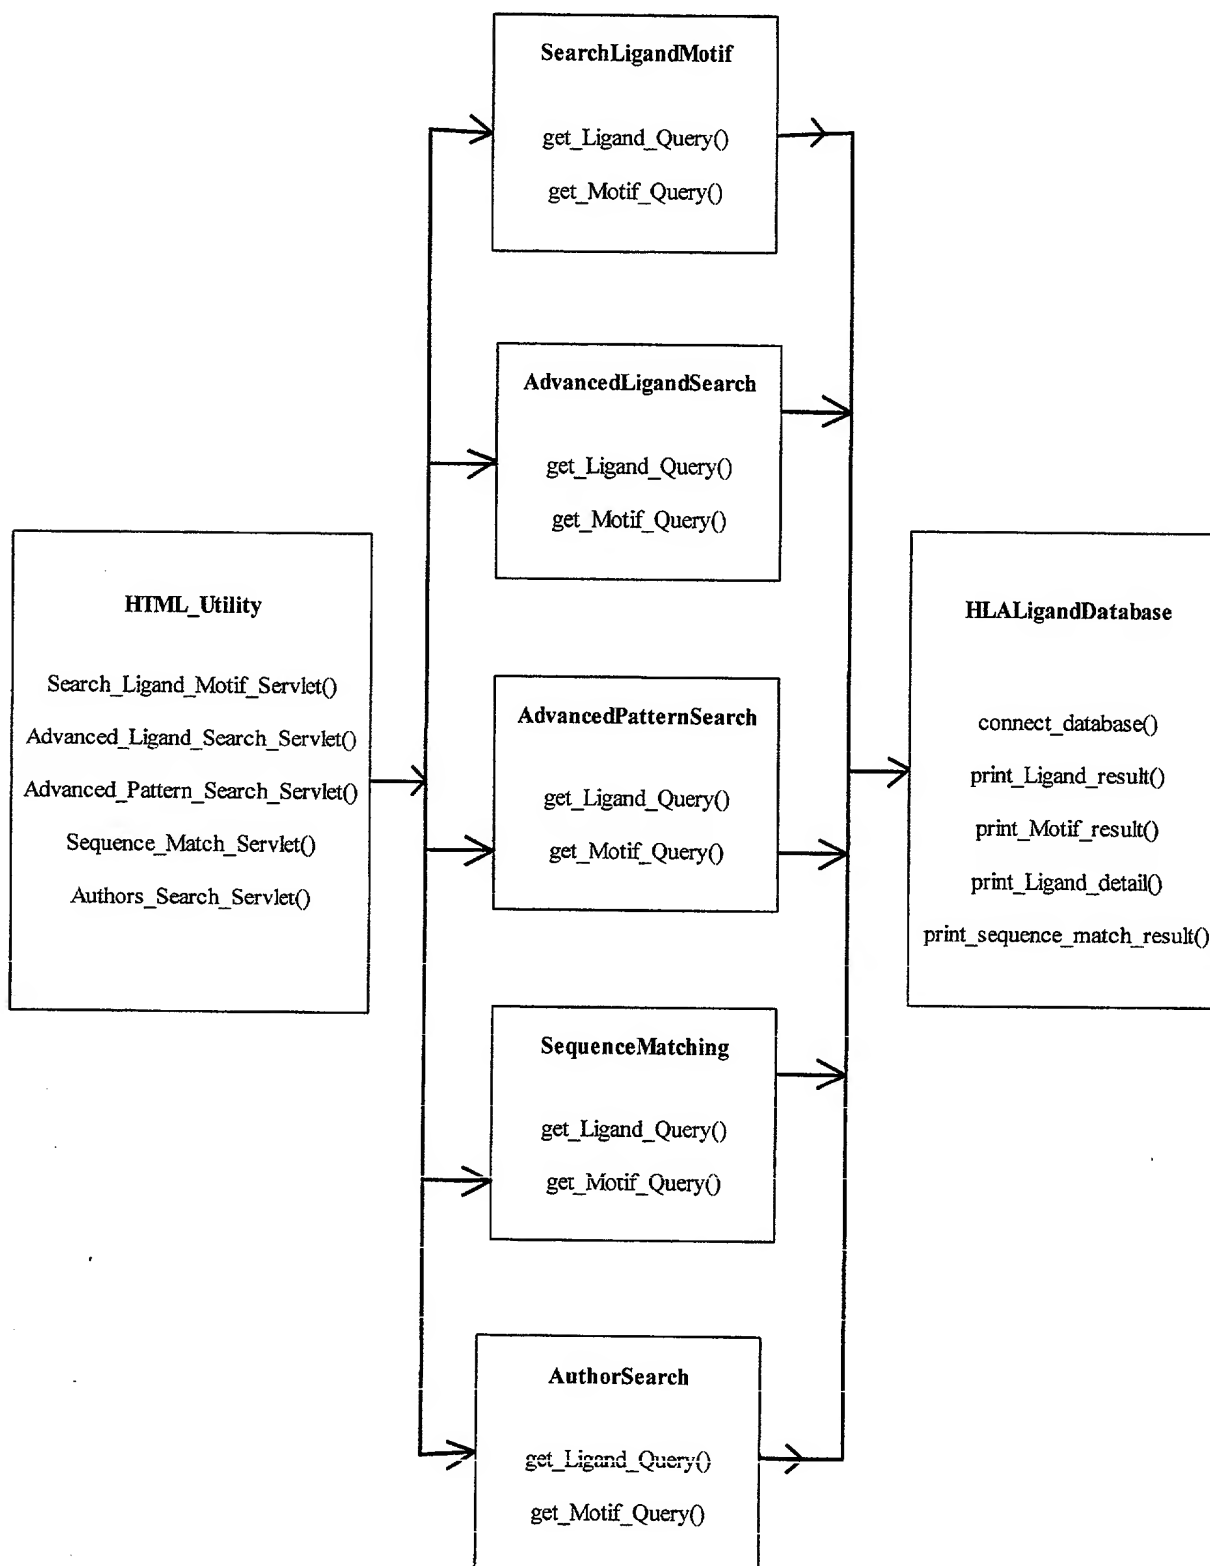 SearchLigandMotif
get_Ligand_Query()
get_Motif_Query()
AdvancedLigandSearch
get_Ligand_Query()
get_Motif_Query()
HTML_Utility
Search_Ligand_Motif_Servlet()
Advanced_Ligand_Search_Servlet()
Advanced_Pattern_Search_Servlet()
Sequence_Match_Servlet()
Authors_Search_Servlet()
AdvancedPatternSearch
get_Ligand_Query()
get_Motif_Query()
HLALigandDatabase
connect_database()
print_Ligand_result()
print_Motif_result()
print_Ligand_detail()
print_sequence_match_result()
SequenceMatching
get_Ligand_Query()
get_Motif_Query()
AuthorSearch
get_Ligand_Query()
get_Motif_Query()